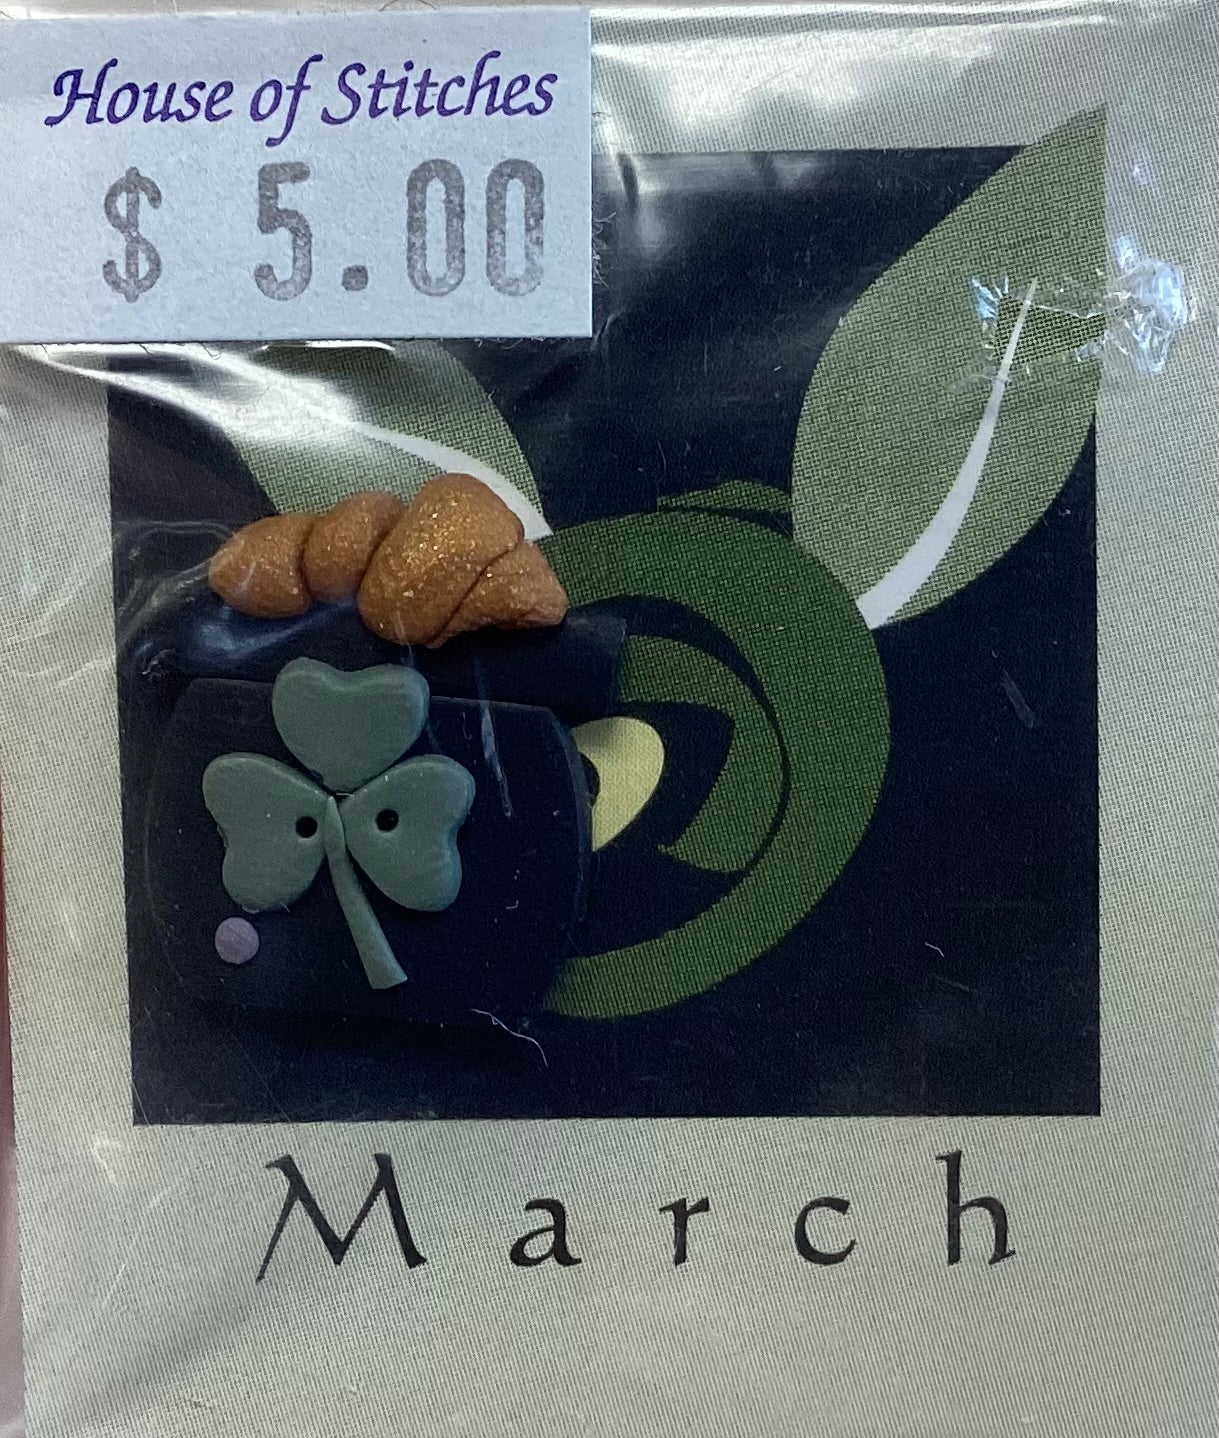 House of Stitches
$ 5.00
March